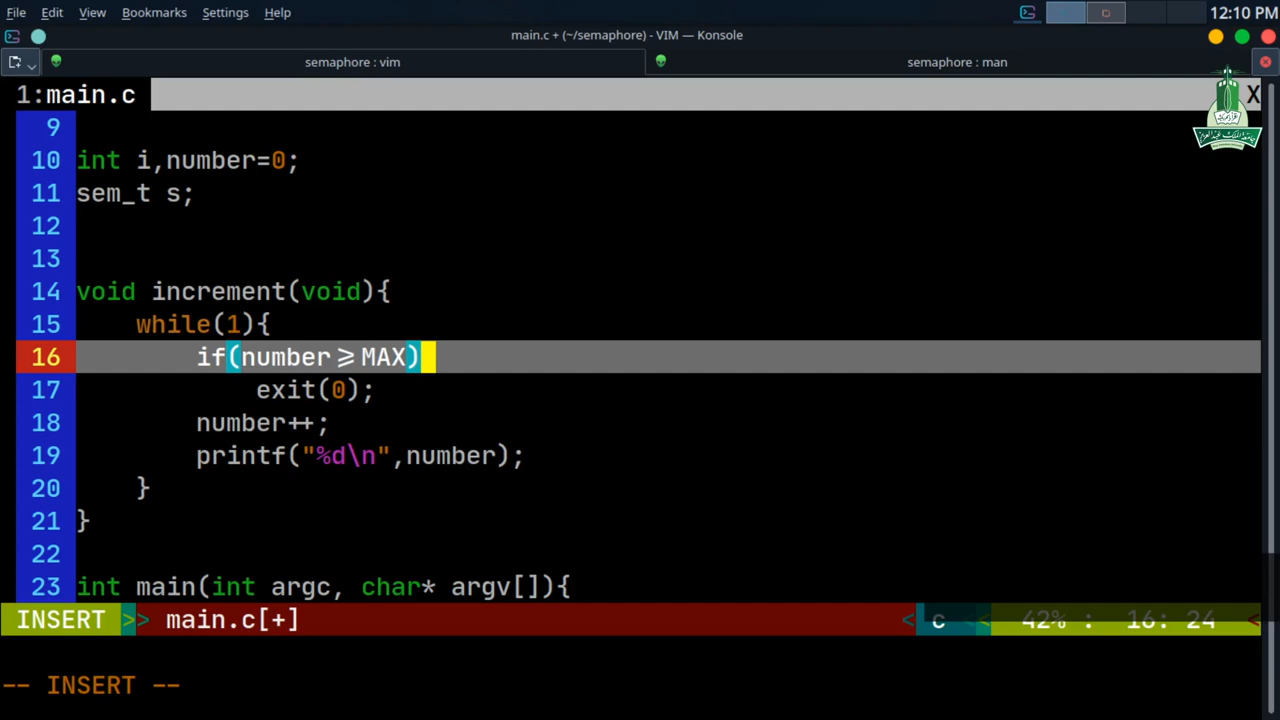 File Edit View Bookmarks Settings Help 12:10 PM
main.c + (~/semaphore) - VIM — Konsole
semaphore : vim semaphore : man
1:main.c X
9
10 int i,number=0;
11 sem_t s;
12
13
14 void increment(void){
15 while(1){
16 if(number>=MAX)
17 exit(0);
18 number++;
19 printf("%d\n",number);
20 }
21 }
22
23 int main(int argc, char* argv[]){
INSERT >> main.c[+] < c < 42% : 16: 24 <
-- INSERT --
جامعة الملك عبدالعزيز